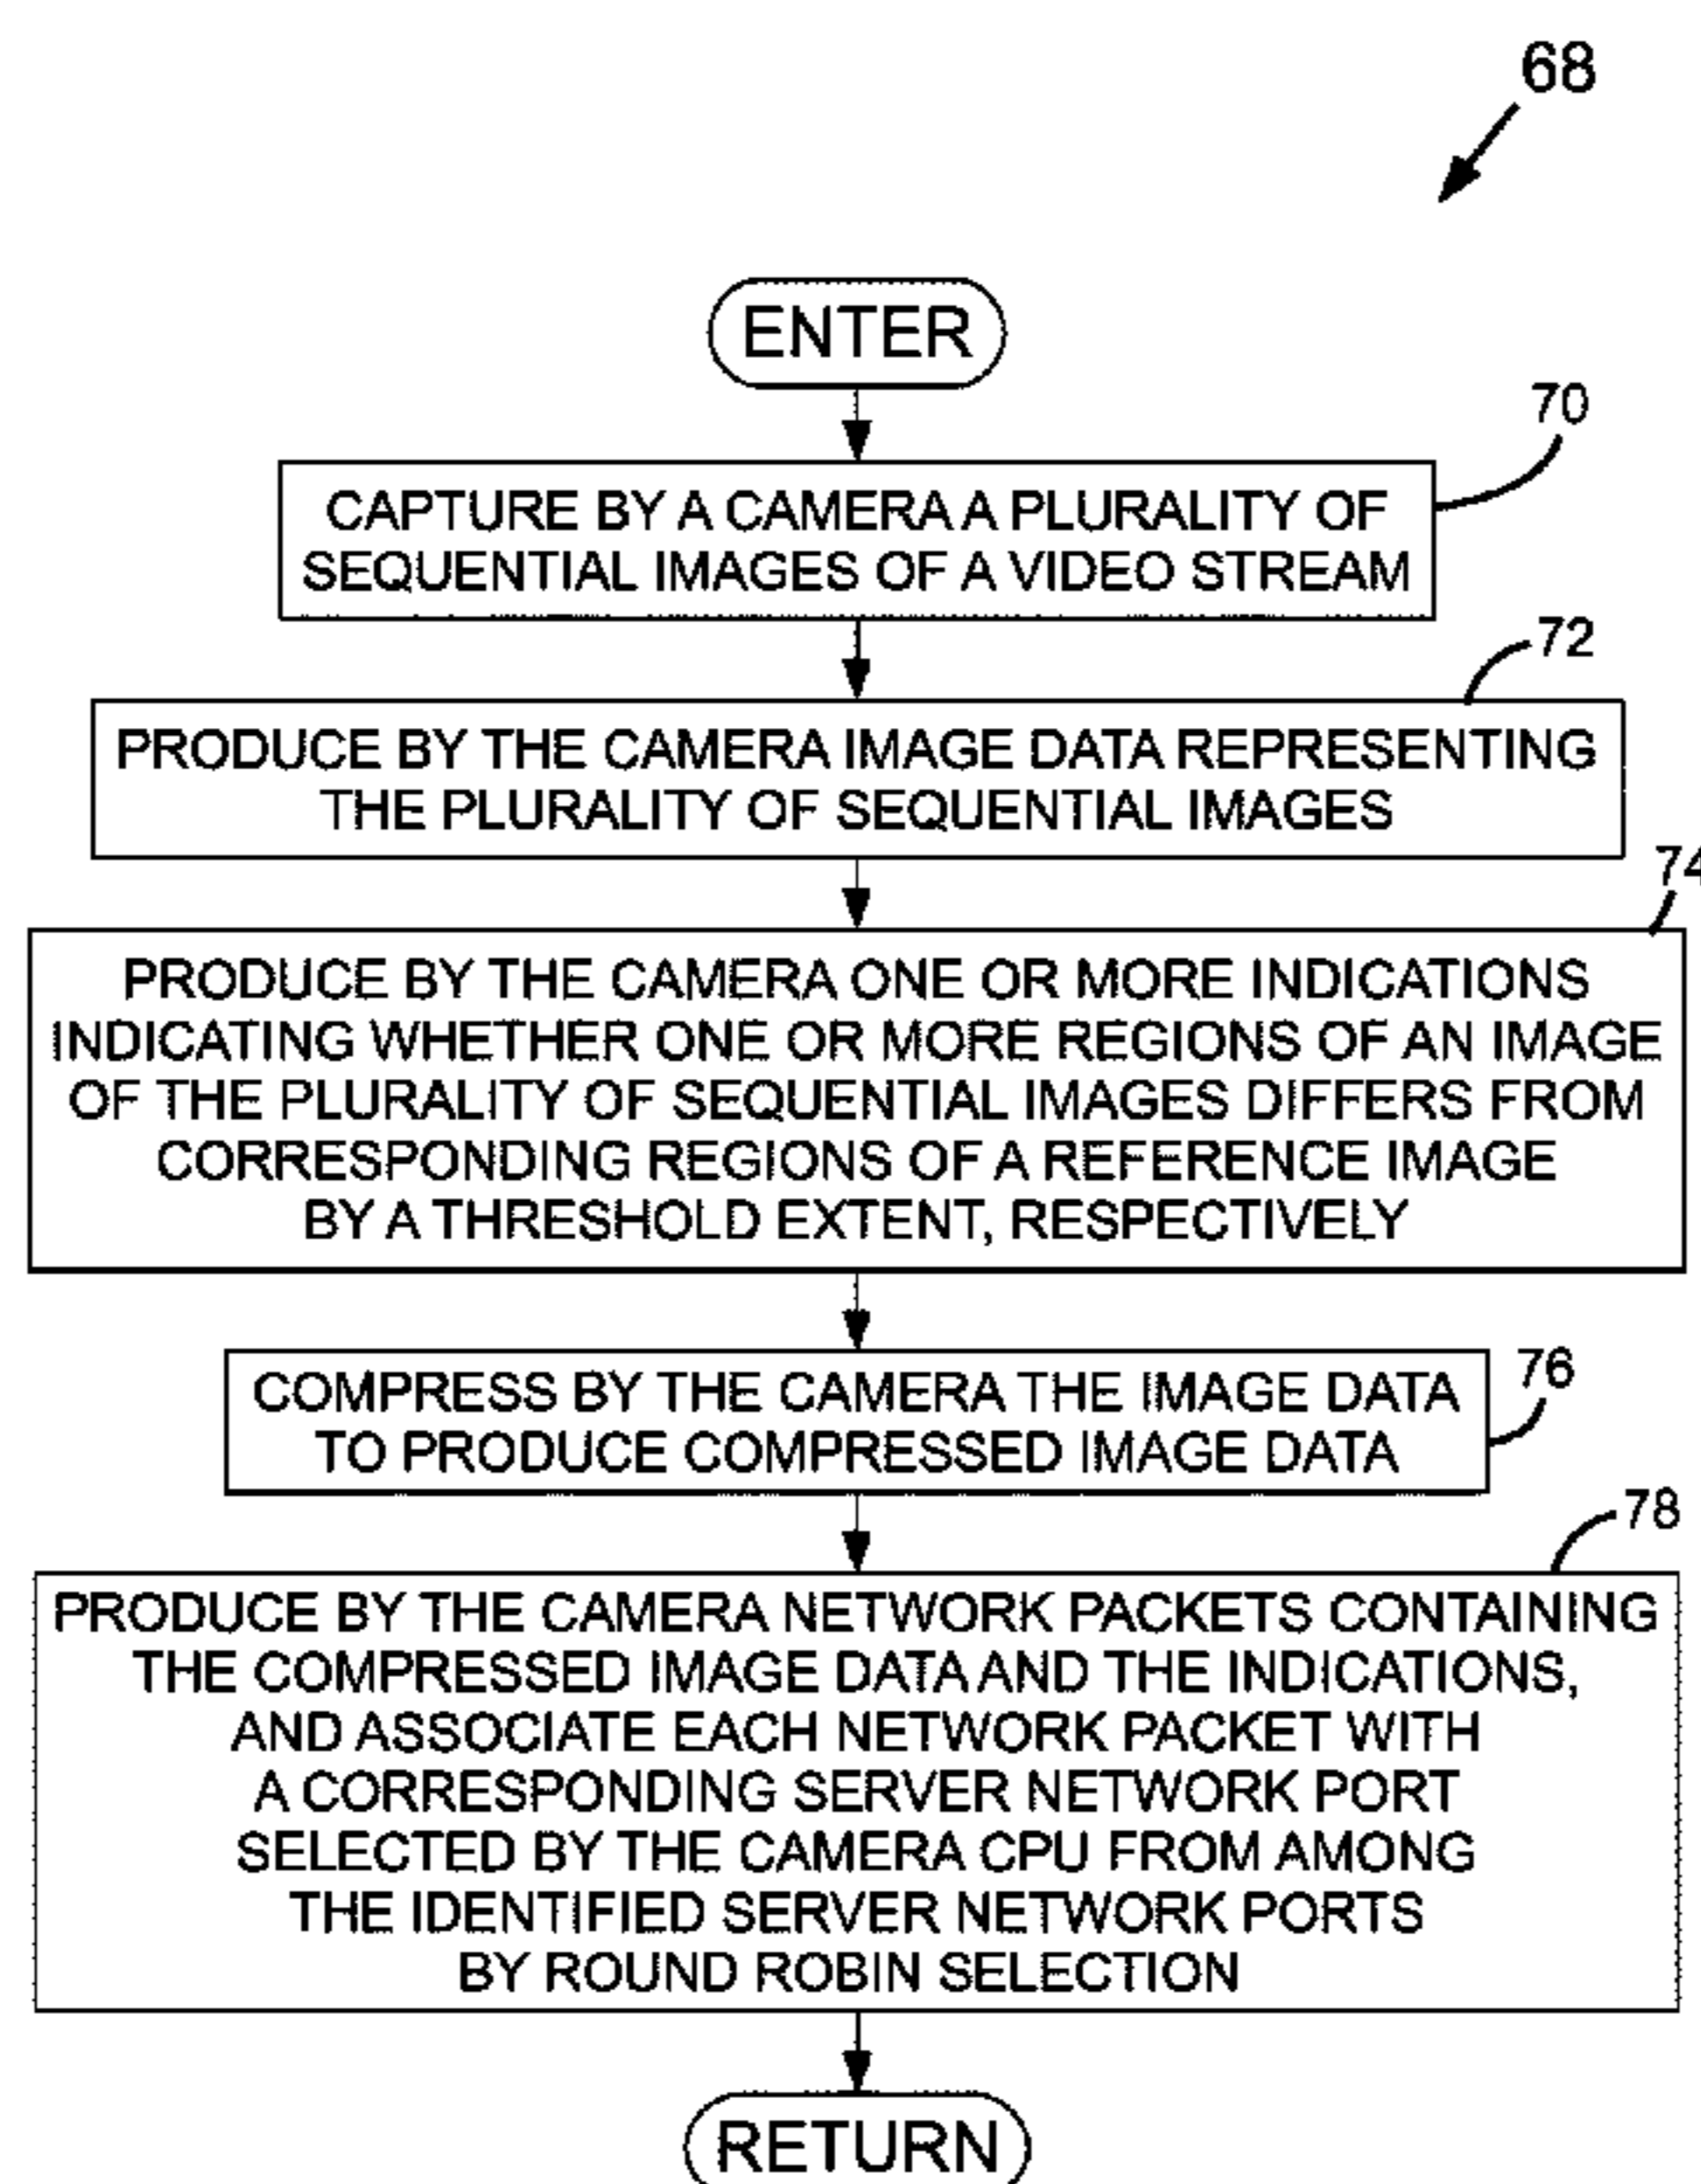 68
ENTER
70
CAPTURE BY A CAMERA A PLURALITY OF
SEQUENTIAL IMAGES OF A VIDEO STREAM
72
PRODUCE BY THE CAMERA IMAGE DATA REPRESENTING
THE PLURALITY OF SEQUENTIAL IMAGES
74
PRODUCE BY THE CAMERA ONE OR MORE INDICATIONS
INDICATING WHETHER ONE OR MORE REGIONS OF AN IMAGE
OF THE PLURALITY OF SEQUENTIAL IMAGES DIFFERS FROM
CORRESPONDING REGIONS OF A REFERENCE IMAGE
BY A THRESHOLD EXTENT, RESPECTIVELY
76
COMPRESS BY THE CAMERA THE IMAGE DATA
TO PRODUCE COMPRESSED IMAGE DATA
78
PRODUCE BY THE CAMERA NETWORK PACKETS CONTAINING
THE COMPRESSED IMAGE DATA AND THE INDICATIONS,
AND ASSOCIATE EACH NETWORK PACKET WITH
A CORRESPONDING SERVER NETWORK PORT
SELECTED BY THE CAMERA CPU FROM AMONG
THE IDENTIFIED SERVER NETWORK PORTS
BY ROUND ROBIN SELECTION
RETURN